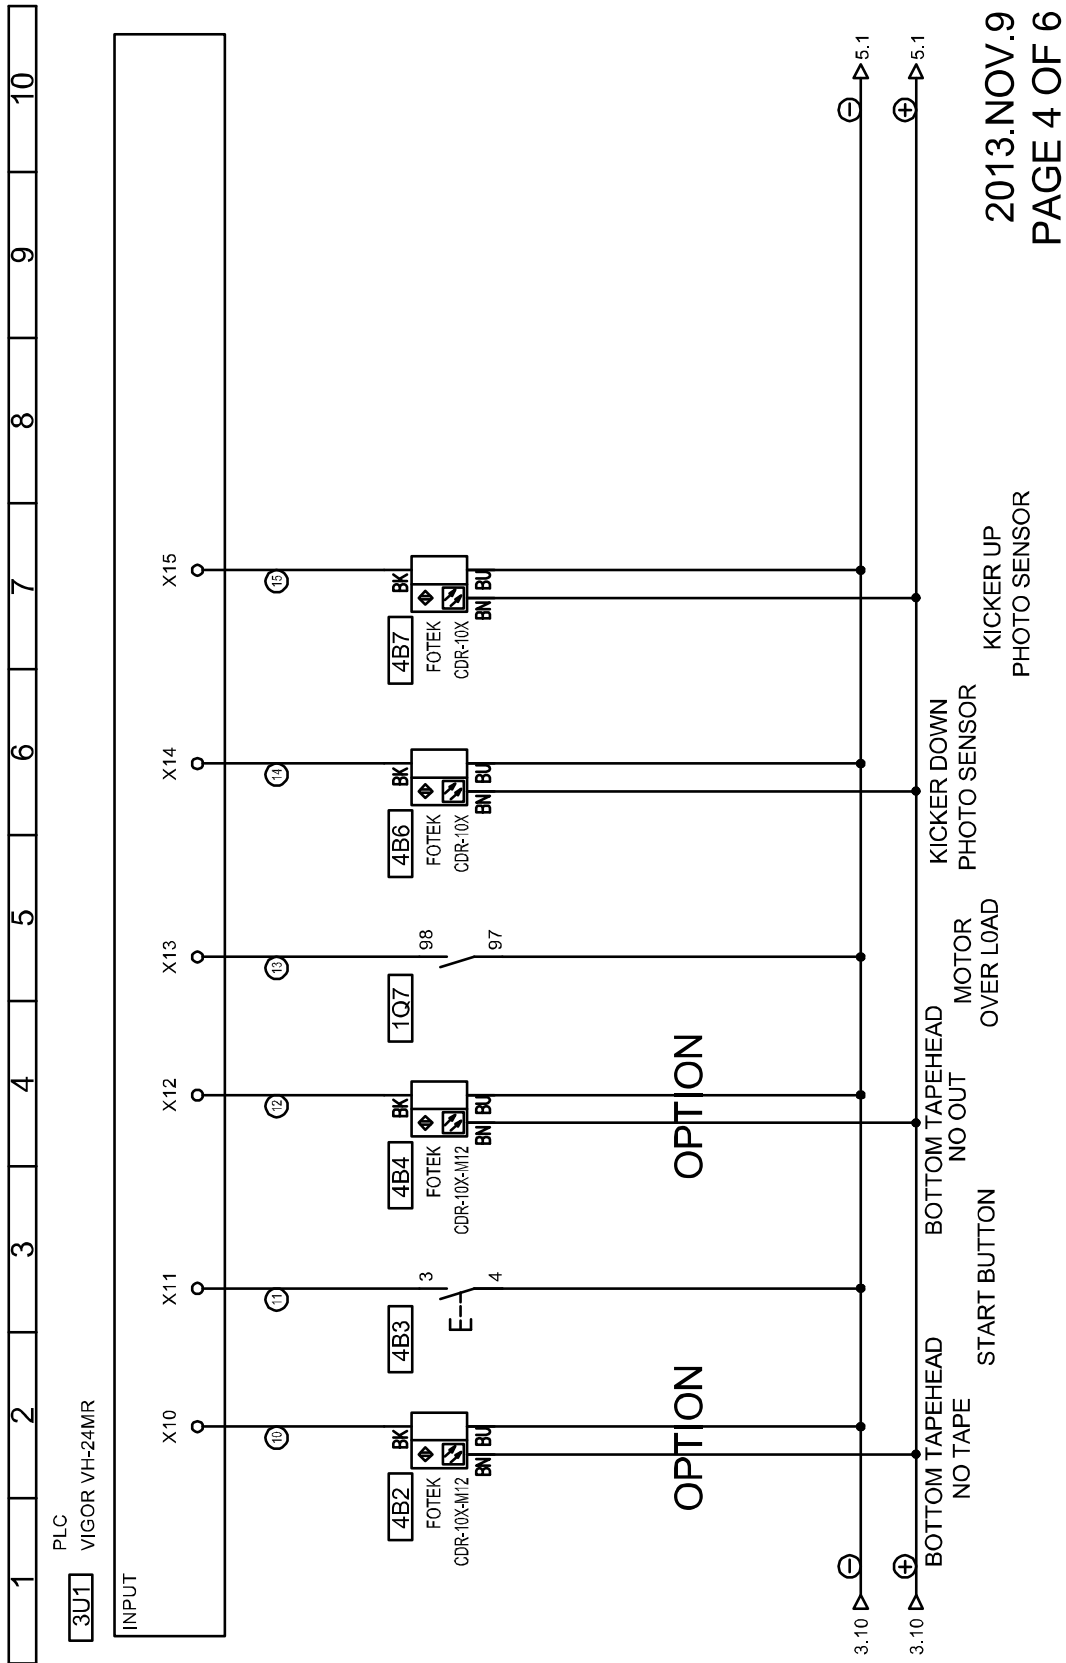 1 2 3 4 5 6 7 8 9 10
3U1
PLC
VIGOR VH-24MR
INPUT
X10 X11 X12 X13 X14 X15
10 11 12 13 14 15
4B2
FOTEK
CDR-10X-M12
BK
BN BU
4B3
3
4
4B4
FOTEK
CDR-10X-M12
BK
BN BU
1Q7
98
97
4B6
FOTEK
CDR-10X
BK
BN BU
4B7
FOTEK
CDR-10X
BK
BN BU
OPTION OPTION
3.10 5.1
3.10 5.1
BOTTOM TAPEHEAD
NO TAPE
START BUTTON
BOTTOM TAPEHEAD
NO OUT
MOTOR
OVER L0AD
KICKER DOWN
PHOTO SENSOR
KICKER UP
PHOTO SENSOR
2013.NOV.9
PAGE 4 OF 6